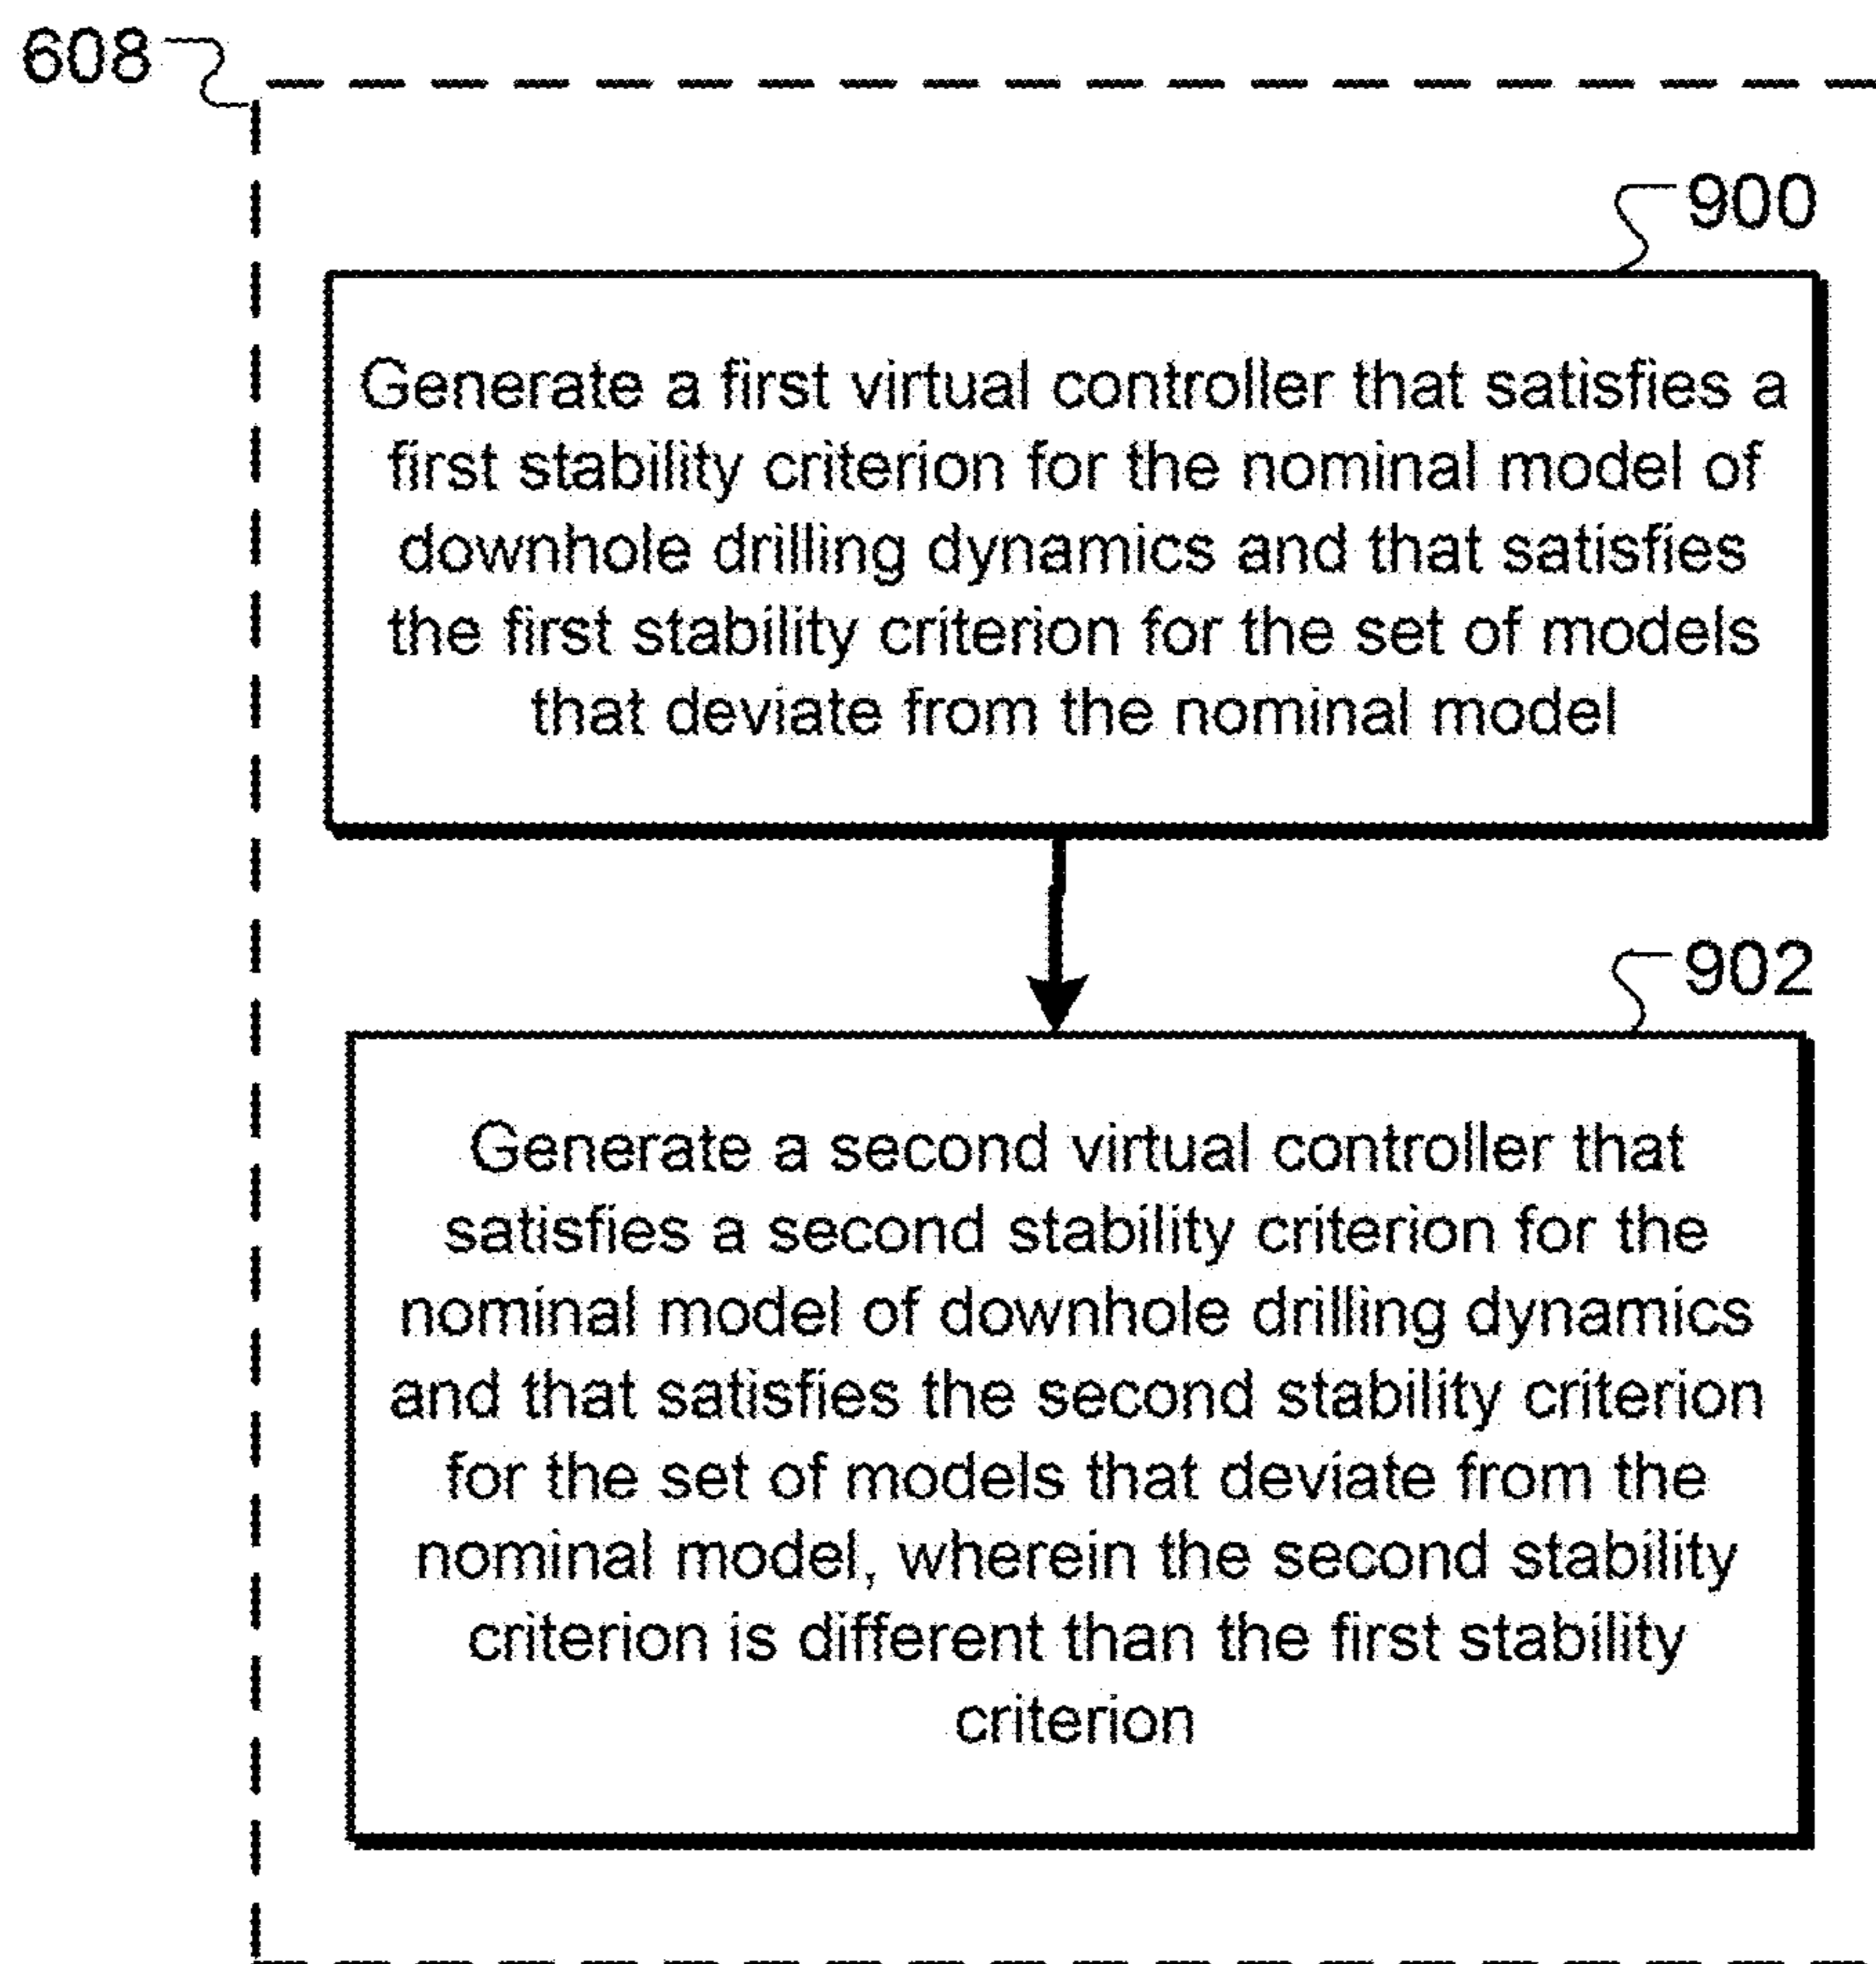 608
900
Generate a first virtual controller that satisfies a
first stability criterion for the nominal model of
downhole drilling dynamics and that satisfies
the first stability criterion for the set of models
that deviate from the nominal model
902
Generate a second virtual controller that
satisfies a second stability criterion for the
nominal model of downhole drilling dynamics
and that satisfies the second stability criterion
for the set of models that deviate from the
nominal model, wherein the second stability
criterion is different than the first stability
criterion